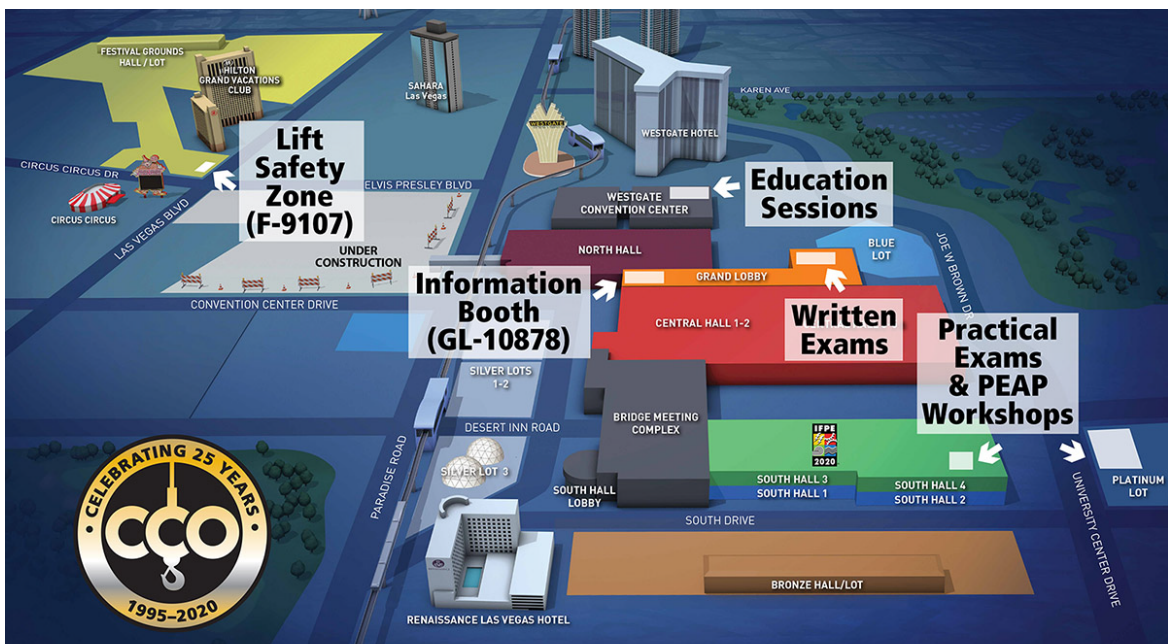 FESTIVAL GROUNDS
HALL / LOT
HILTON
GRAND VACATIONS
CLUB
SAHARA
Las Vegas
WESTGATE
WESTGATE HOTEL
KAREN AVE
CIRCUS CIRCUS DR
CIRCUS CIRCUS
LAS VEGAS BLVD
Lift
Safety
Zone
(F-9107)
ELVIS PRESLEY BLVD
WESTGATE
CONVENTION CENTER
Education
Sessions
UNDER
CONSTRUCTION
NORTH HALL
BLUE
LOT
JOE W BROWN DR
CONVENTION CENTER DRIVE
Information
Booth
(GL-10878)
GRAND LOBBY
Written
Exams
CENTRAL HALL 1-2
Practical
Exams
& PEAP
Workshops
SILVER LOTS
1-2
BRIDGE MEETING
COMPLEX
DESERT INN ROAD
PARADISE ROAD
SILVER LOT 3
IFPE
2020
SOUTH HALL
LOBBY
SOUTH HALL 3
SOUTH HALL 1
SOUTH HALL 4
SOUTH HALL 2
PLATINUM
LOT
UNIVERSITY CENTER DRIVE
SOUTH DRIVE
BRONZE HALL/LOT
RENAISSANCE LAS VEGAS HOTEL
• CELEBRATING 25 YEARS •
CCO
1995–2020